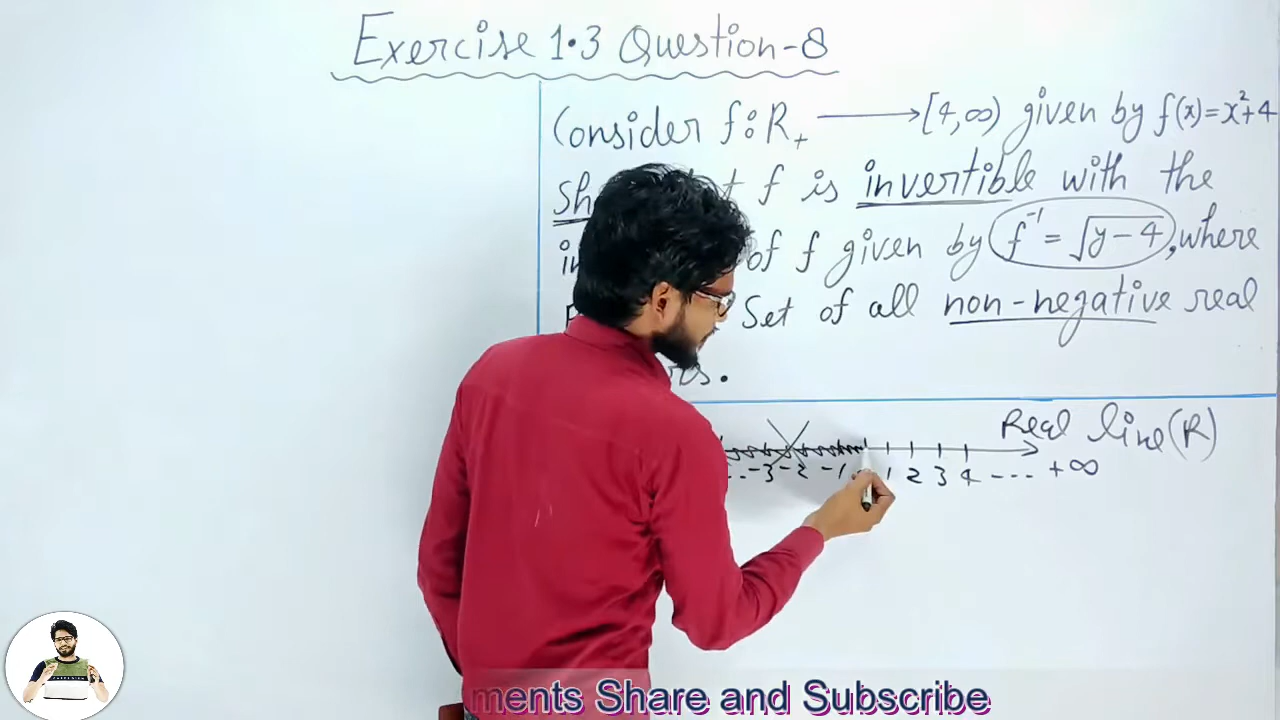 Exercise 1.3 Question-8
Consider f: R₊ ⟶ [4,∞) given by f(x)=x²+4
f is invertible with the
of f given by f⁻¹ = √y-4, where
Set of all non-negative real
Real line (R)
-3 -2 -1 1 2 3 4 ---- +∞
ments Share and Subscribe